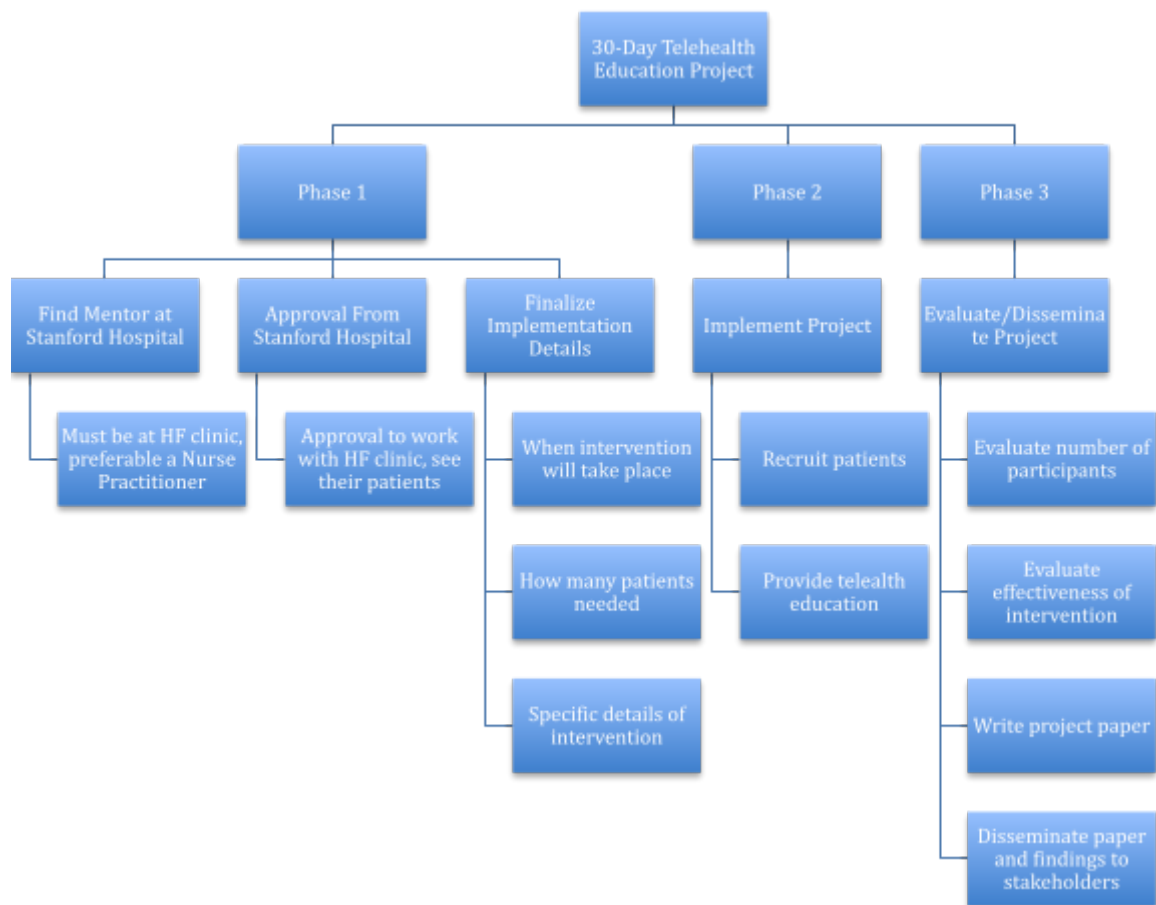 30-Day Telehealth
Education Project
Phase 1
Phase 2
Phase 3
Find Mentor at
Stanford Hospital
Approval From
Stanford Hospital
Finalize
Implementation
Details
Implement Project
Evaluate/Dissemina
te Project
Must be at HF clinic,
preferable a Nurse
Practitioner
Approval to work
with HF clinic, see
their patients
When intervention
will take place
Recruit patients
Evaluate number of
participants
How many patients
needed
Provide telealth
education
Evaluate
effectiveness of
intervention
Specific details of
intervention
Write project paper
Disseminate paper
and findings to
stakeholders